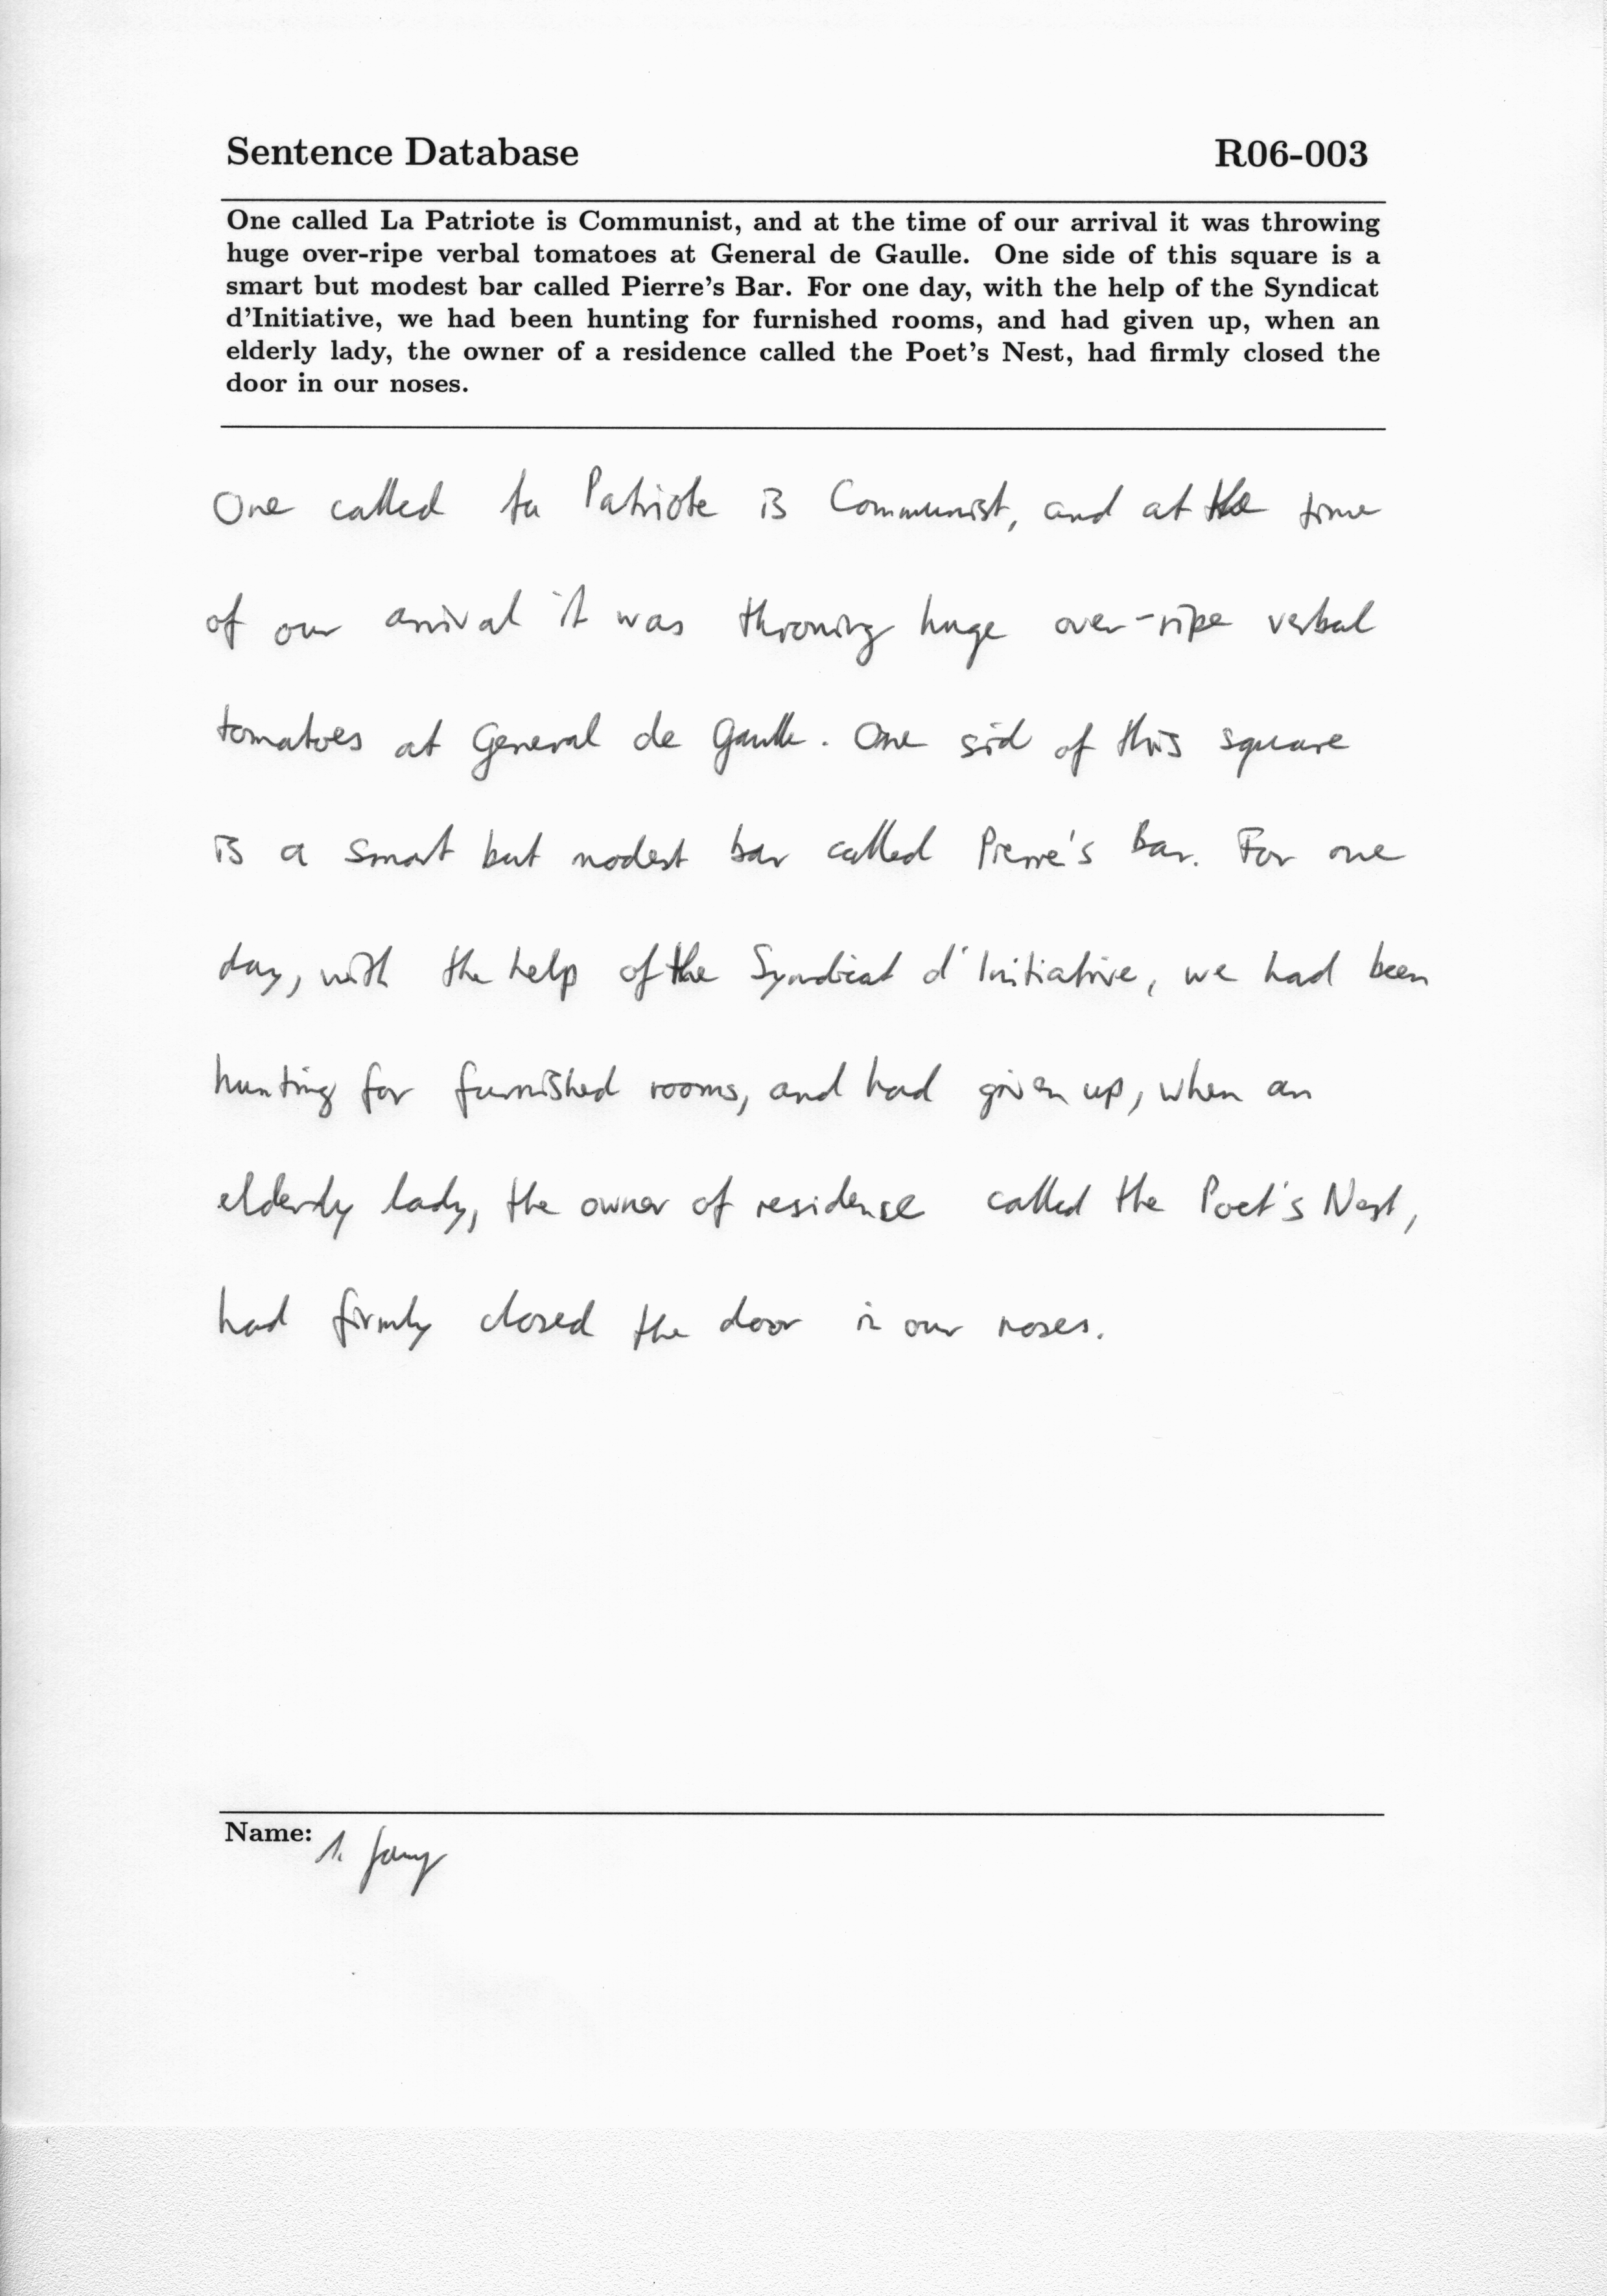 Sentence Database R06-003
One called La Patriote is Communist, and at the time of our arrival it was throwing
huge over-ripe verbal tomatoes at General de Gaulle. One side of this square is a
smart but modest bar called Pierre's Bar. For one day, with the help of the Syndicat
d'Initiative, we had been hunting for furnished rooms, and had given up, when an
elderly lady, the owner of a residence called the Poet's Nest, had firmly closed the
door in our noses.
One called La Patriote is Communist, and at the time
of our arrival it was throwing huge over-ripe verbal
tomatoes at General de Gaulle. One sid of this square
is a smart but modest bar called Pierre's Bar. For one
day, with the help of the Syndicat d'Initiative, we had been
hunting for furnished rooms, and had given up, when an
elderly lady, the owner of residense called the Poet's Nest,
had firmly closed the door in our noses.
Name: